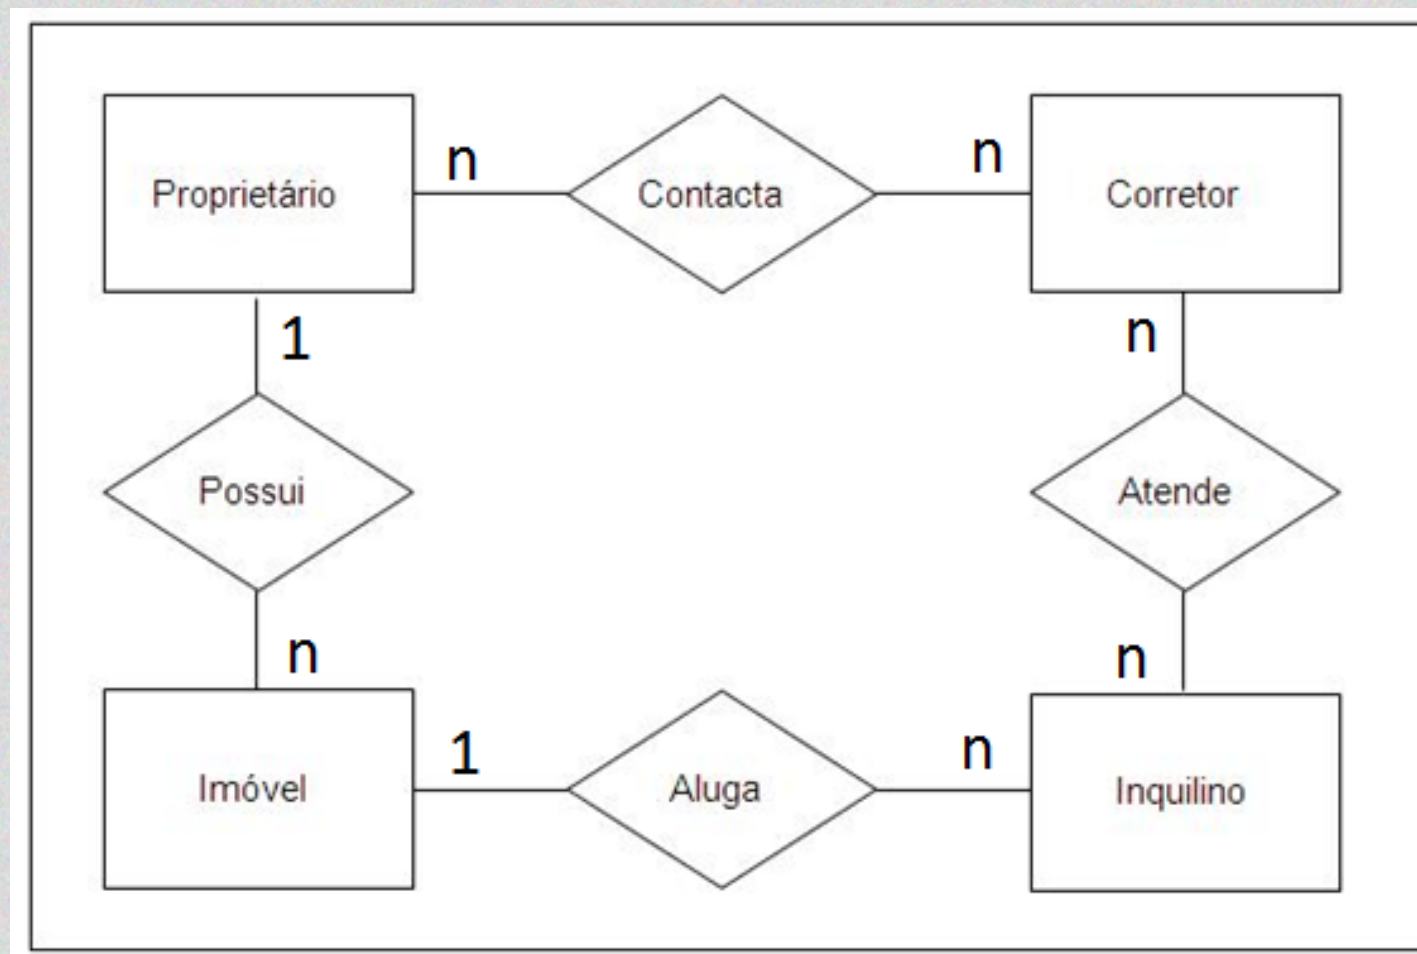 Proprietário
n
Contacta
n
Corretor
1
n
Possui
Atende
n
n
Imóvel
1
Aluga
n
Inquilino